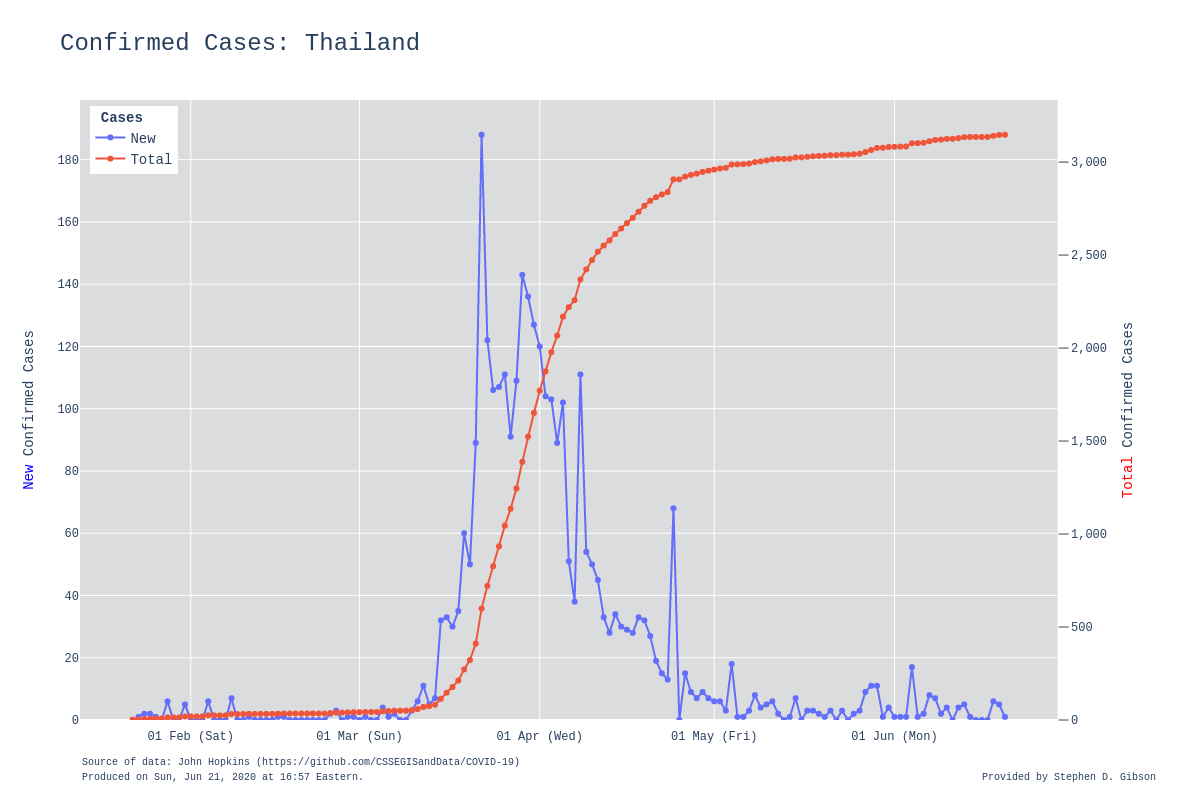 Confirmed Cases: Thailand
Cases
New
Total
180
160
140
120
100
80
60
40
20
0
3,000
2,500
2,000
1,500
1,000
500
0
New Confirmed Cases
Total Confirmed Cases
01 Feb (Sat)
01 Mar (Sun)
01 Apr (Wed)
01 May (Fri)
01 Jun (Mon)
Source of data: John Hopkins (https://github.com/CSSEGISandData/COVID-19)
Produced on Sun, Jun 21, 2020 at 16:57 Eastern.
Provided by Stephen D. Gibson